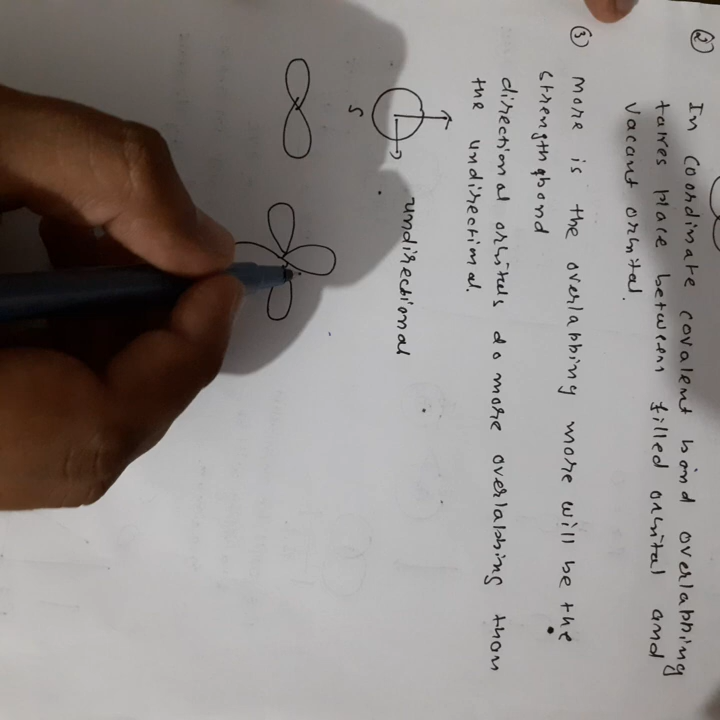 ② In coordinate covalent bond overlapping
takes place between filled orbital and
vacant orbital.
③ more is the overlapping more will be the
strength of bond
directional orbitals do more overlapping than
the undirectional.
undirectional
s